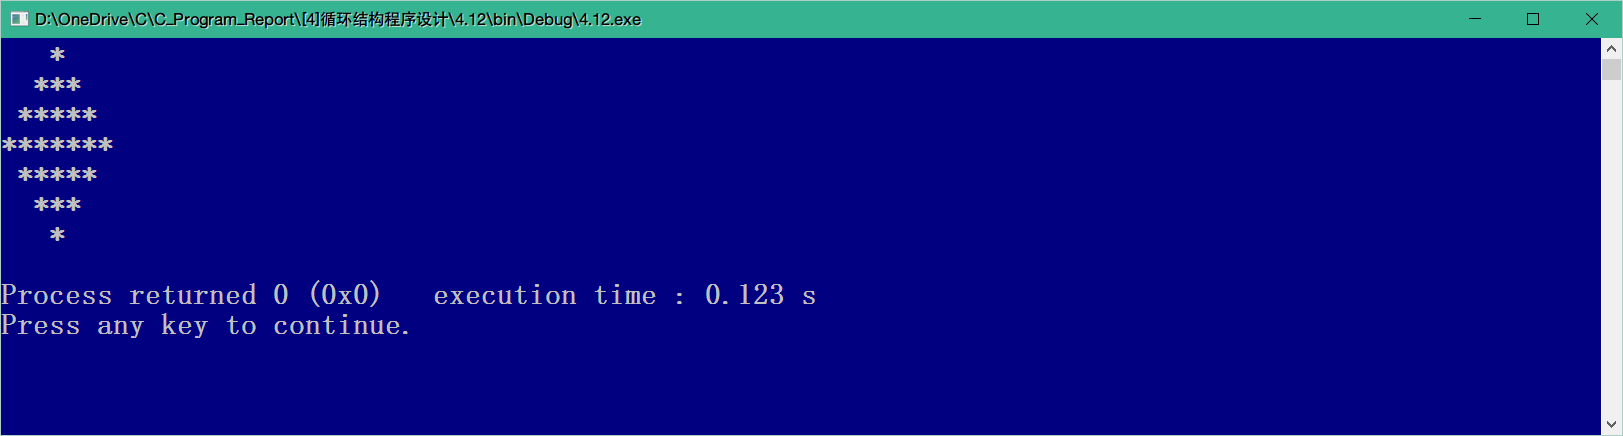 D:\OneDrive\C\C_Program_Report\[4]循环结构程序设计\4.12\bin\Debug\4.12.exe
   *
  ***
 *****
*******
 *****
  ***
   *
Process returned 0 (0x0)   execution time : 0.123 s
Press any key to continue.